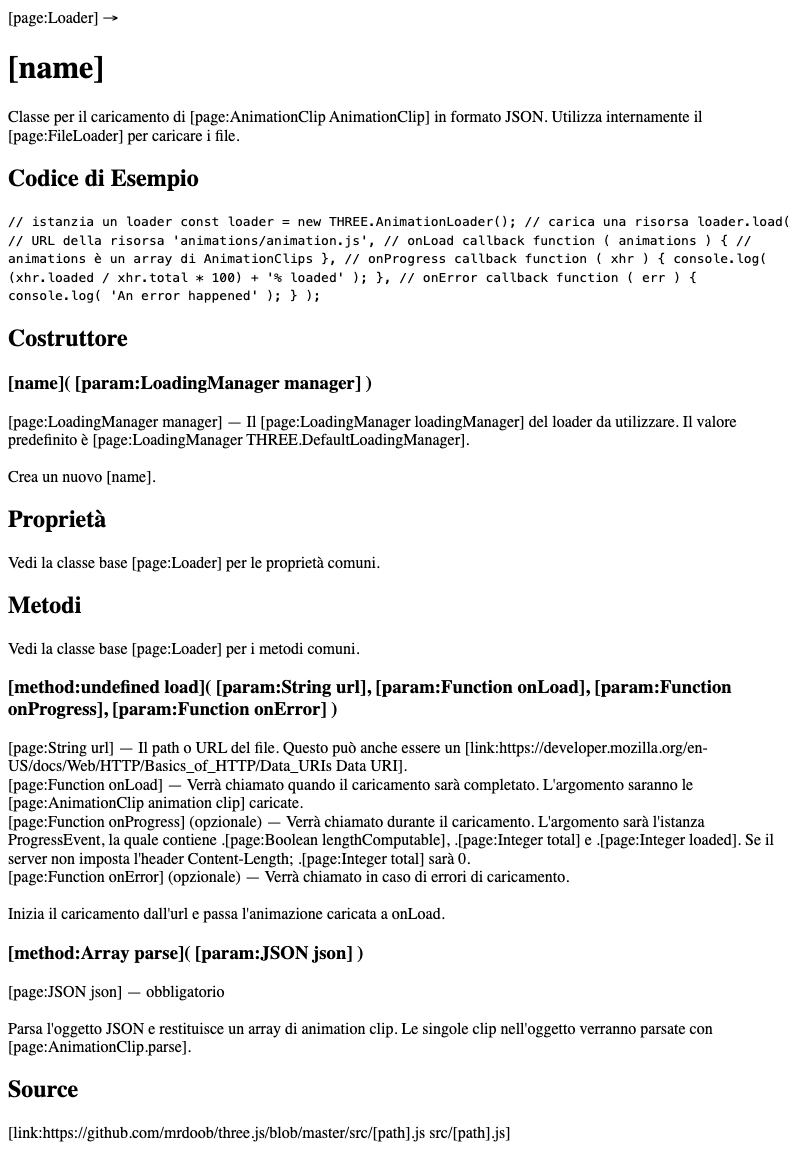 [page:Loader] →
[name]
Classe per il caricamento di [page:AnimationClip AnimationClip] in formato JSON. Utilizza internamente il
[page:FileLoader] per caricare i file.
Codice di Esempio
// istanzia un loader const loader = new THREE.AnimationLoader(); // carica una risorsa loader.load(
// URL della risorsa 'animations/animation.js', // onLoad callback function ( animations ) { //
animations è un array di AnimationClips }, // onProgress callback function ( xhr ) { console.log(
(xhr.loaded / xhr.total * 100) + '% loaded' ); }, // onError callback function ( err ) {
console.log( 'An error happened' ); } );
Costruttore
[name]( [param:LoadingManager manager] )
[page:LoadingManager manager] — Il [page:LoadingManager loadingManager] del loader da utilizzare. Il valore
predefinito è [page:LoadingManager THREE.DefaultLoadingManager].
Crea un nuovo [name].
Proprietà
Vedi la classe base [page:Loader] per le proprietà comuni.
Metodi
Vedi la classe base [page:Loader] per i metodi comuni.
[method:undefined load]( [param:String url], [param:Function onLoad], [param:Function
onProgress], [param:Function onError] )
[page:String url] — Il path o URL del file. Questo può anche essere un [link:https://developer.mozilla.org/en-
US/docs/Web/HTTP/Basics_of_HTTP/Data_URIs Data URI].
[page:Function onLoad] — Verrà chiamato quando il caricamento sarà completato. L'argomento saranno le
[page:AnimationClip animation clip] caricate.
[page:Function onProgress] (opzionale) — Verrà chiamato durante il caricamento. L'argomento sarà l'istanza
ProgressEvent, la quale contiene .[page:Boolean lengthComputable], .[page:Integer total] e .[page:Integer loaded]. Se il
server non imposta l'header Content-Length; .[page:Integer total] sarà 0.
[page:Function onError] (opzionale) — Verrà chiamato in caso di errori di caricamento.
Inizia il caricamento dall'url e passa l'animazione caricata a onLoad.
[method:Array parse]( [param:JSON json] )
[page:JSON json] — obbligatorio
Parsa l'oggetto JSON e restituisce un array di animation clip. Le singole clip nell'oggetto verranno parsate con
[page:AnimationClip.parse].
Source
[link:https://github.com/mrdoob/three.js/blob/master/src/[path].js src/[path].js]